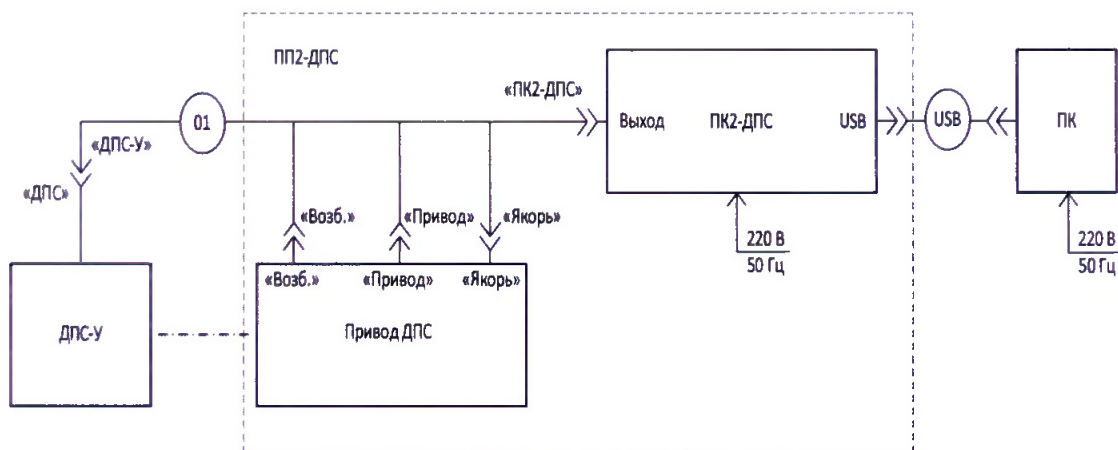 ПП2-ДПС
«ПК2-ДПС»
01
Выход
ПК2-ДПС
USB
USB
ПК
«ДПС-У»
«ДПС»
«Возб.»
«Привод»
«Якорь»
220 В
50 Гц
220 В
50 Гц
«Возб.»
«Привод»
«Якорь»
ДПС-У
Привод ДПС